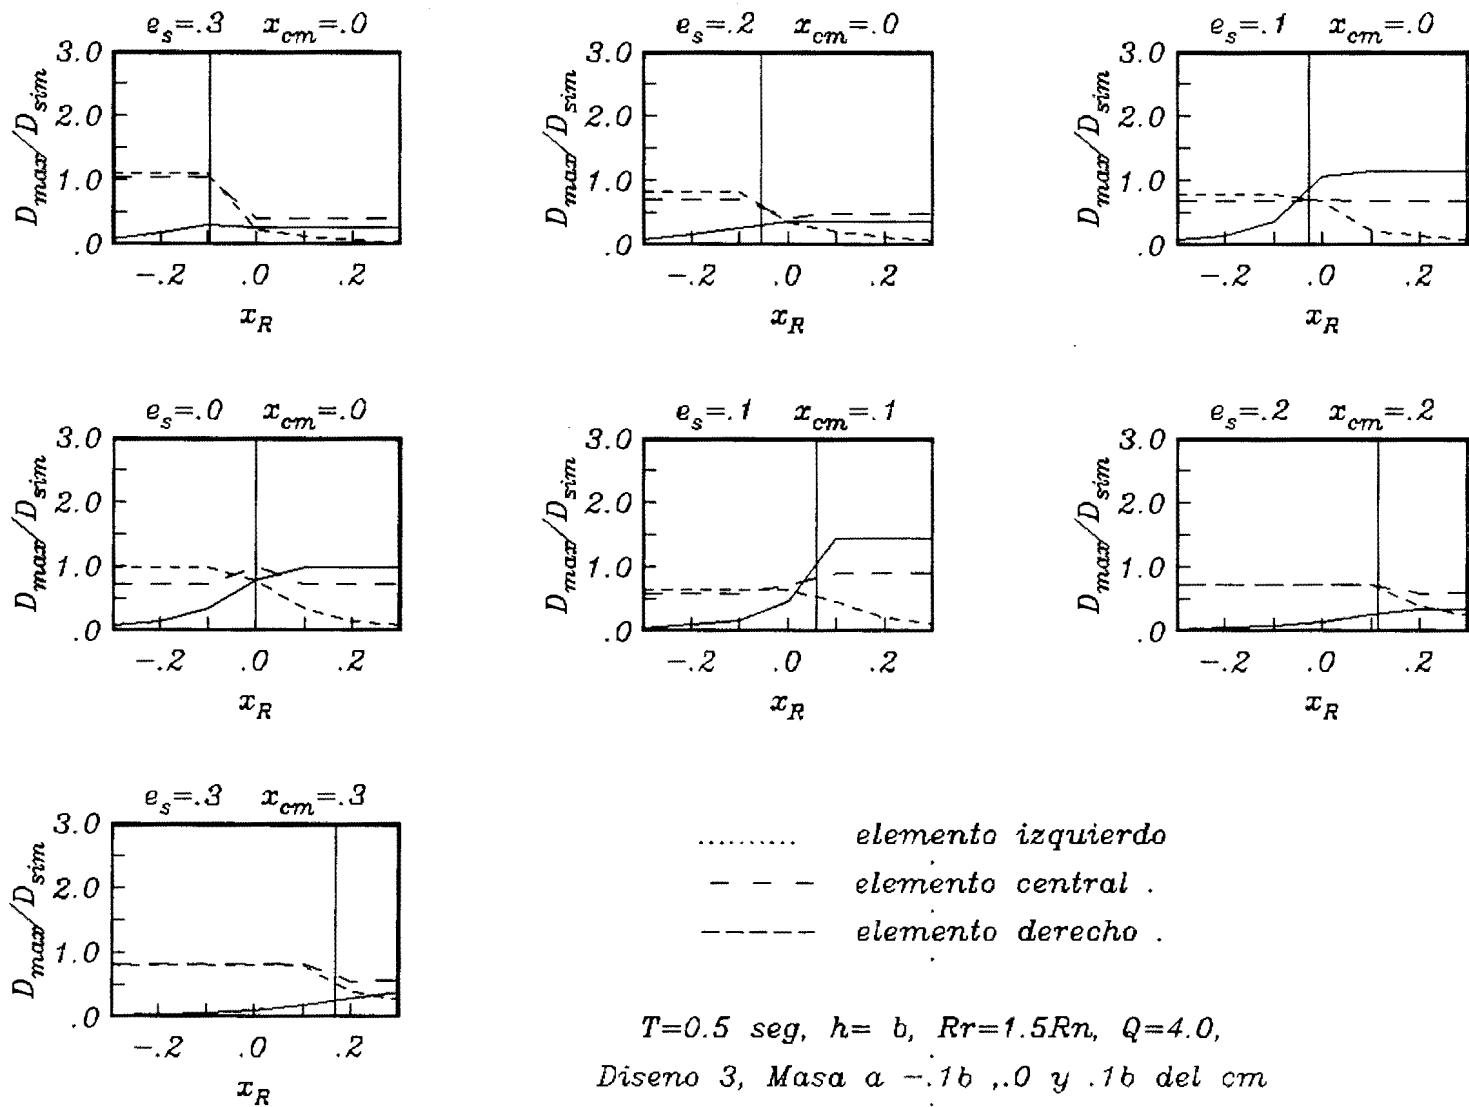 e_s=.3 x_cm=.0
3.0
2.0
1.0
.0
D_max/D_sim
-.2 .0 .2
x_R
e_s=.2 x_cm=.0
3.0
2.0
1.0
.0
D_max/D_sim
-.2 .0 .2
x_R
e_s=.1 x_cm=.0
3.0
2.0
1.0
.0
D_max/D_sim
-.2 .0 .2
x_R
e_s=.0 x_cm=.0
3.0
2.0
1.0
.0
D_max/D_sim
-.2 .0 .2
x_R
e_s=.1 x_cm=.1
3.0
2.0
1.0
.0
D_max/D_sim
-.2 .0 .2
x_R
e_s=.2 x_cm=.2
3.0
2.0
1.0
.0
D_max/D_sim
-.2 .0 .2
x_R
e_s=.3 x_cm=.3
3.0
2.0
1.0
.0
D_max/D_sim
-.2 .0 .2
x_R
elemento izquierdo
elemento central .
elemento derecho .
T=0.5 seg, h= b, Rr=1.5Rn, Q=4.0,
Diseno 3, Masa a -.1b ,.0 y .1b del cm